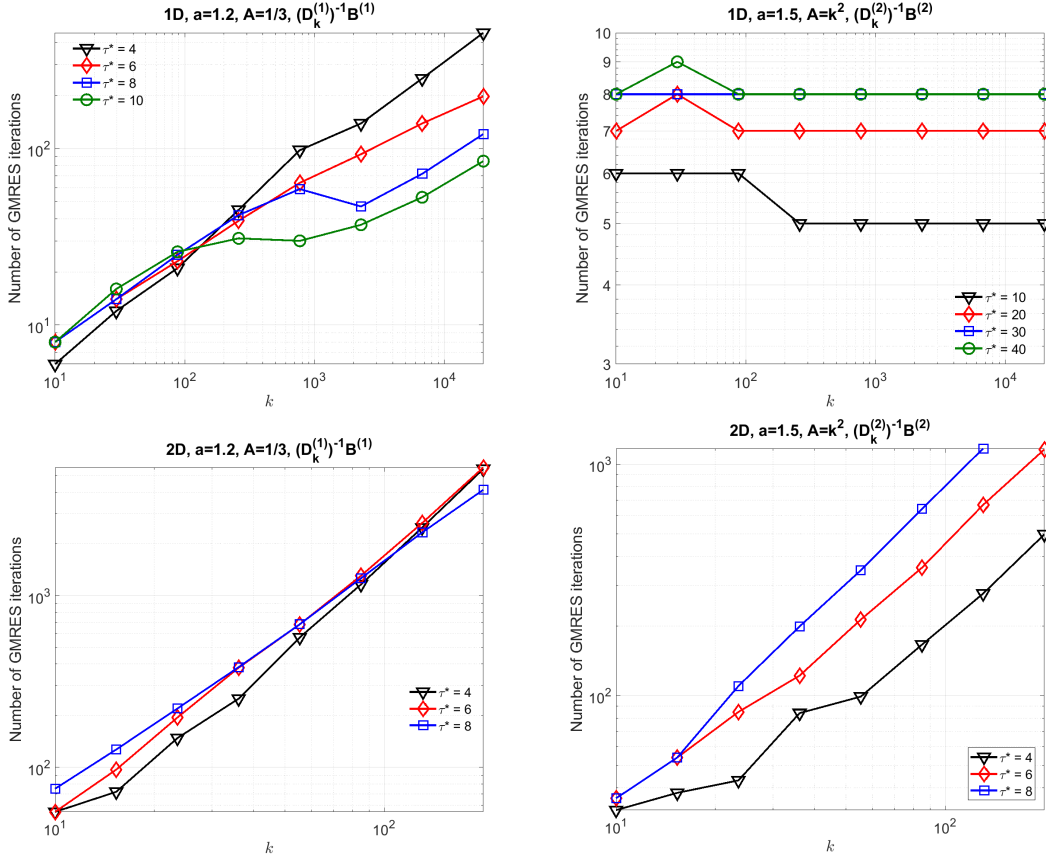 1D, a=1.2, A=1/3, (D_k^(1))^-1B^(1)
Number of GMRES iterations
10^2
10^1
τ* = 4
τ* = 6
τ* = 8
τ* = 10
10^1 10^2 10^3 10^4
k
1D, a=1.5, A=k^2, (D_k^(2))^-1B^(2)
Number of GMRES iterations
10
9
8
7
6
5
4
3
τ* = 10
τ* = 20
τ* = 30
τ* = 40
10^1 10^2 10^3 10^4
k
2D, a=1.2, A=1/3, (D_k^(1))^-1B^(1)
Number of GMRES iterations
10^3
10^2
τ* = 4
τ* = 6
τ* = 8
10^1 10^2
k
2D, a=1.5, A=k^2, (D_k^(2))^-1B^(2)
Number of GMRES iterations
10^3
10^2
τ* = 4
τ* = 6
τ* = 8
10^1 10^2
k